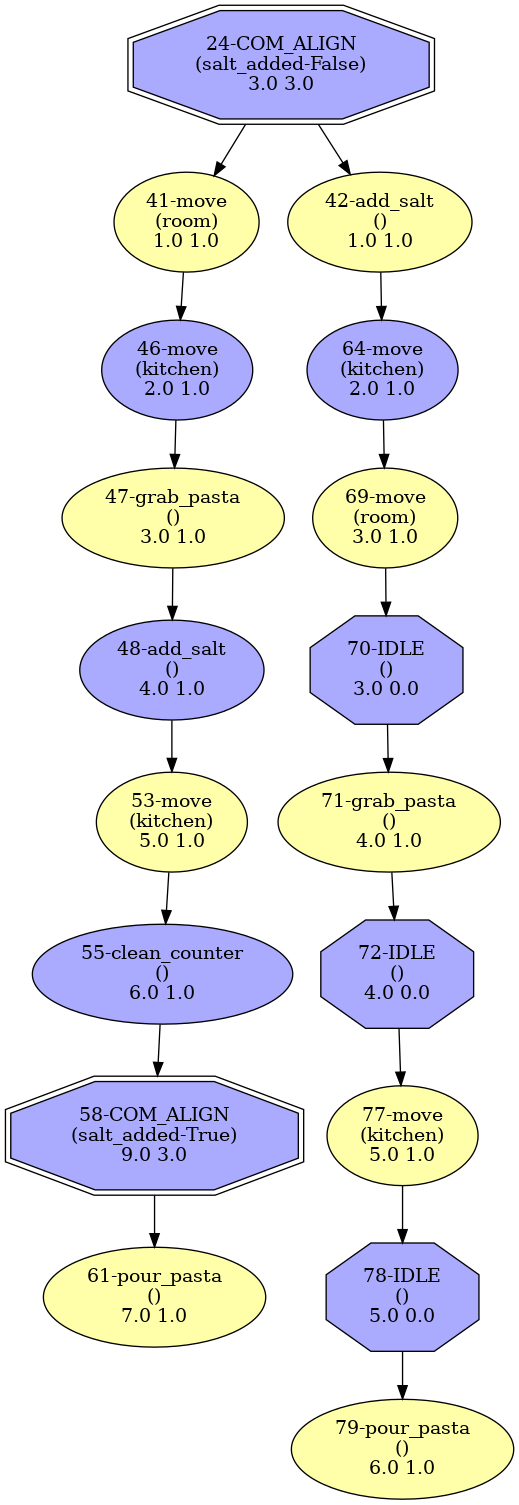 24-COM_ALIGN
(salt_added-False)
3.0 3.0
41-move
(room)
1.0 1.0
42-add_salt
()
1.0 1.0
46-move
(kitchen)
2.0 1.0
64-move
(kitchen)
2.0 1.0
47-grab_pasta
()
3.0 1.0
69-move
(room)
3.0 1.0
48-add_salt
()
4.0 1.0
70-IDLE
()
3.0 0.0
53-move
(kitchen)
5.0 1.0
71-grab_pasta
()
4.0 1.0
55-clean_counter
()
6.0 1.0
72-IDLE
()
4.0 0.0
58-COM_ALIGN
(salt_added-True)
9.0 3.0
77-move
(kitchen)
5.0 1.0
61-pour_pasta
()
7.0 1.0
78-IDLE
()
5.0 0.0
79-pour_pasta
()
6.0 1.0